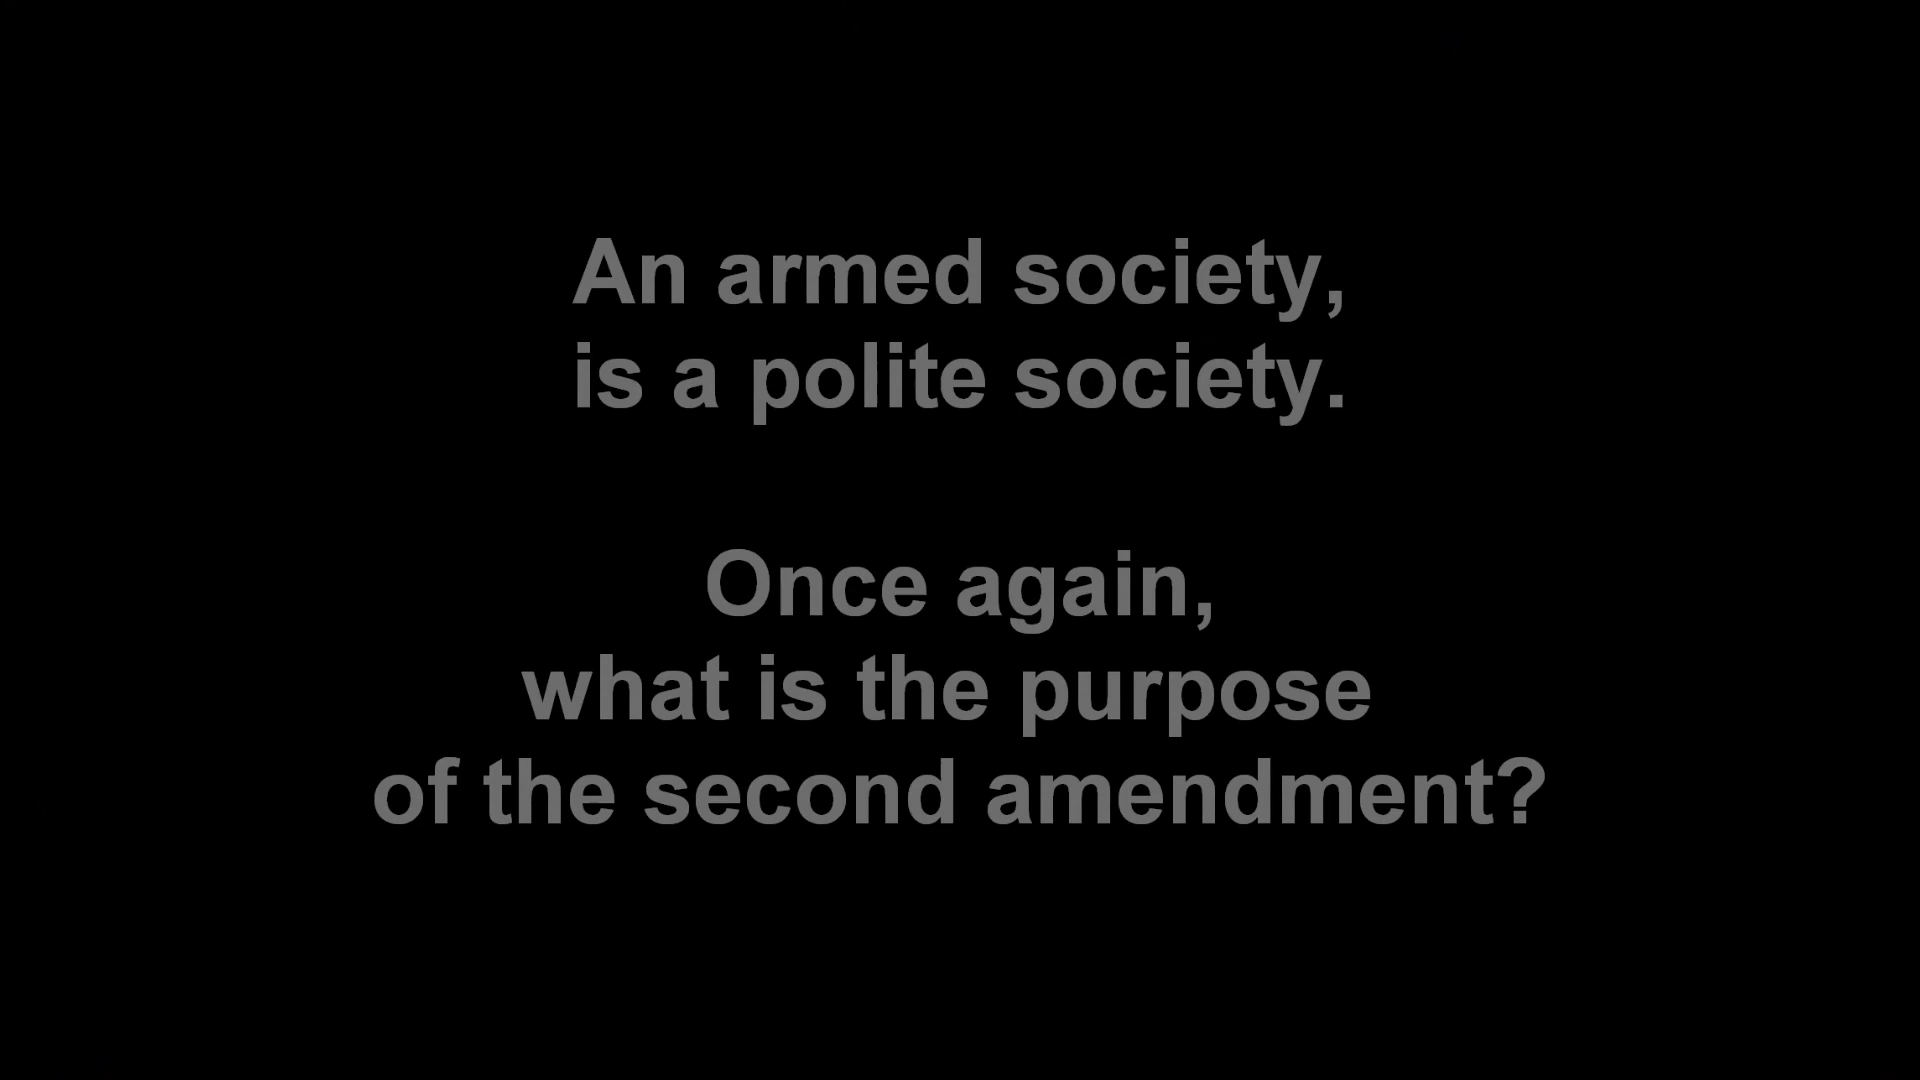 An armed society,
is a polite society.
Once again,
what is the purpose
of the second amendment?